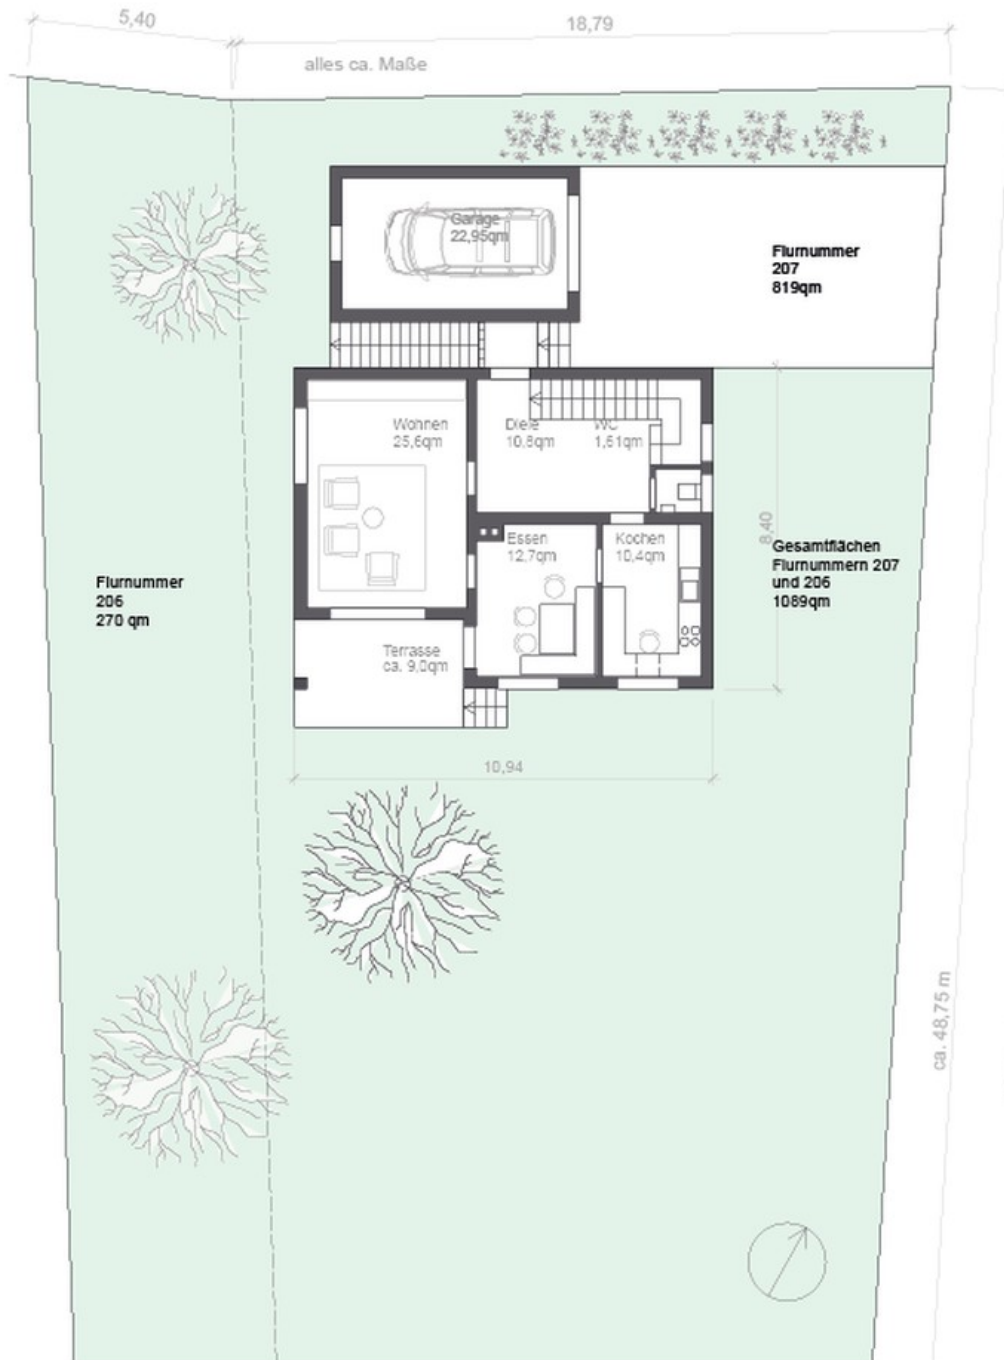 5,40
18,79
alles ca. Maße
Garage
22,95qm
Flurnummer
207
819qm
Wohnen
25,6qm
Diele
10,8qm
WC
1,61qm
8,40
Essen
12,7qm
Kochen
10,4qm
Gesamtflächen
Flurnummern 207
und 206
1089qm
Flurnummer
206
270 qm
Terrasse
ca. 9,0qm
10,94
ca. 48,75 m